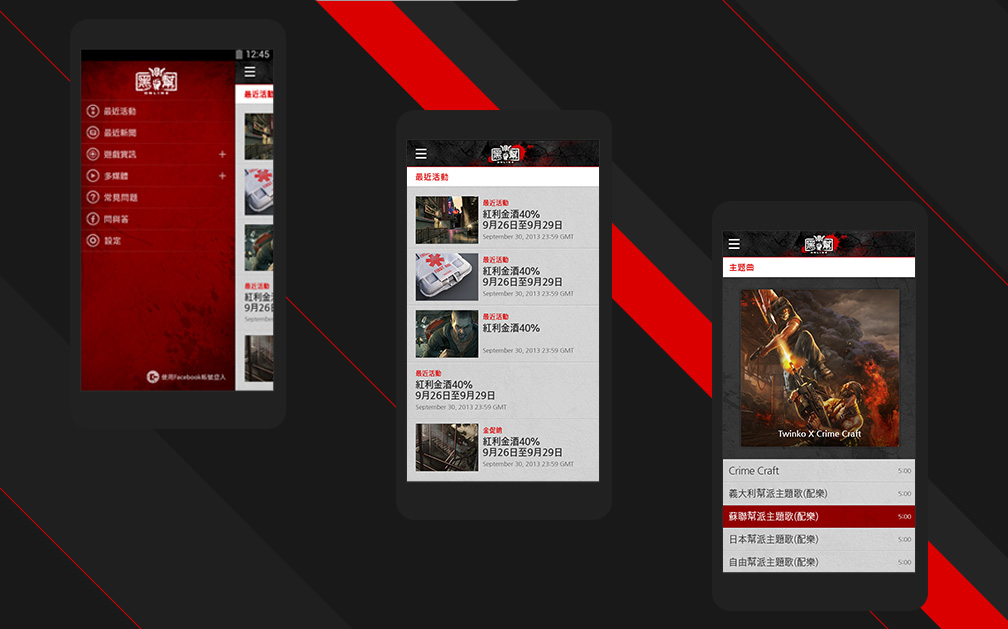 12:45
黑幫
ONLINE
最近活動
最近新聞
遊戲資訊
多媒體
常見問題
問與答
設定
使用Facebook帳號登入
最近活動
最近活動
紅利
9月26
September
黑幫
ONLINE
最近活動
最近活動
紅利金酒40%
9月26日至9月29日
September 30, 2013 23:59 GMT
最近活動
紅利金酒40%
9月26日至9月29日
September 30, 2013 23:59 GMT
最近活動
紅利金酒40%
September 30, 2013 23:59 GMT
最近活動
紅利金酒40%
9月26日至9月29日
September 30, 2013 23:59 GMT
金促銷
紅利金酒40%
9月26日至9月29日
September 30, 2013 23:59 GMT
黑幫
ONLINE
主題曲
Twinko X Crime Craft
Crime Craft 5:00
義大利幫派主題歌(配樂) 5:00
蘇聯幫派主題歌(配樂) 5:00
日本幫派主題歌(配樂) 5:00
自由幫派主題歌(配樂) 5:00